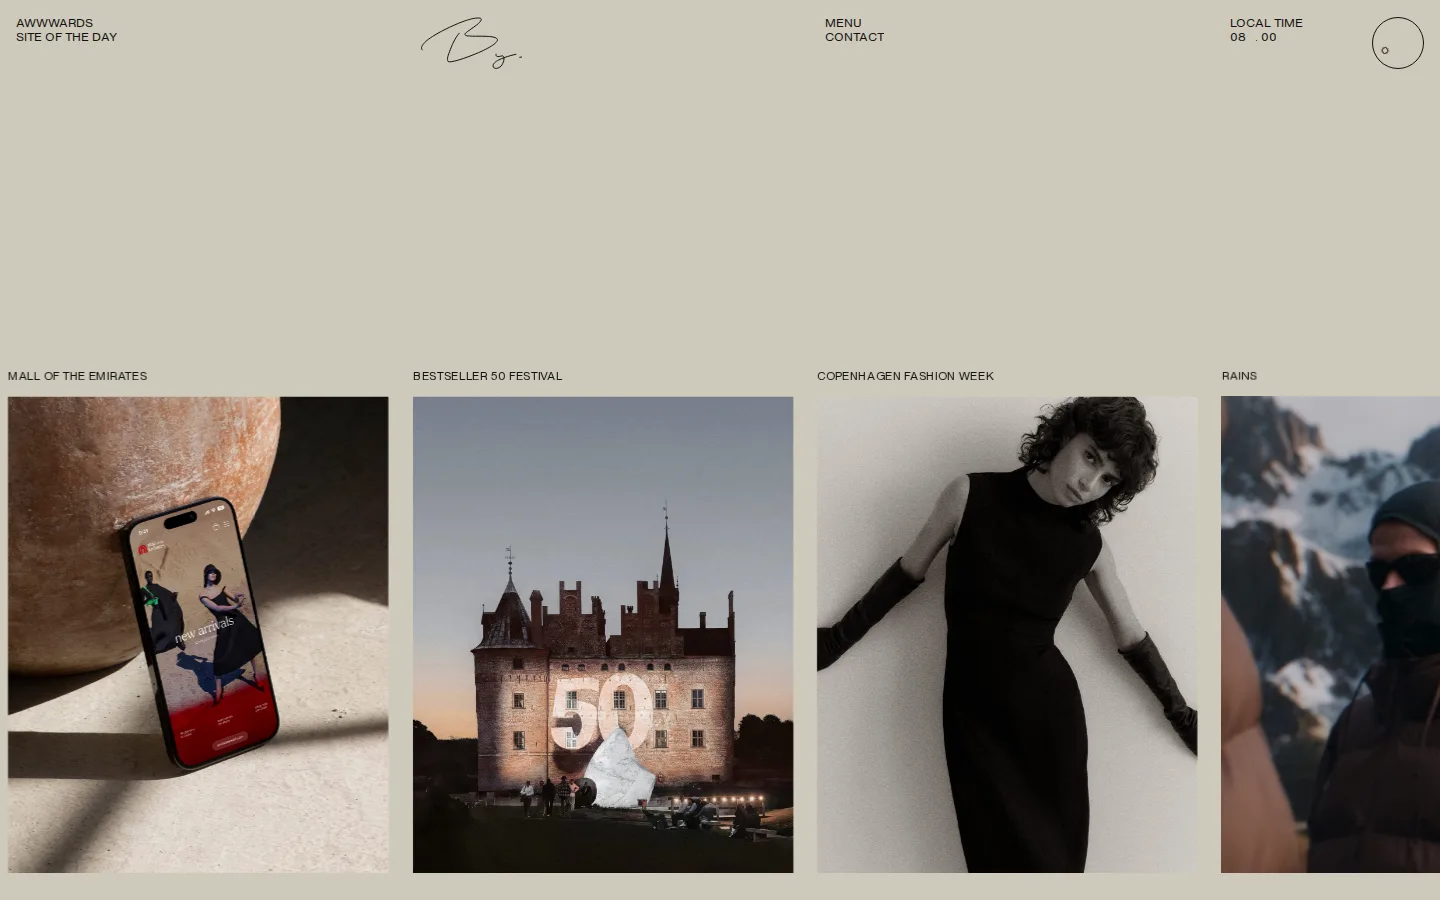 AWWWARDS
SITE OF THE DAY
By.
MENU
CONTACT
LOCAL TIME
08 . 00
MALL OF THE EMIRATES
BESTSELLER 50 FESTIVAL
COPENHAGEN FASHION WEEK
RAINS
new arrivals
50